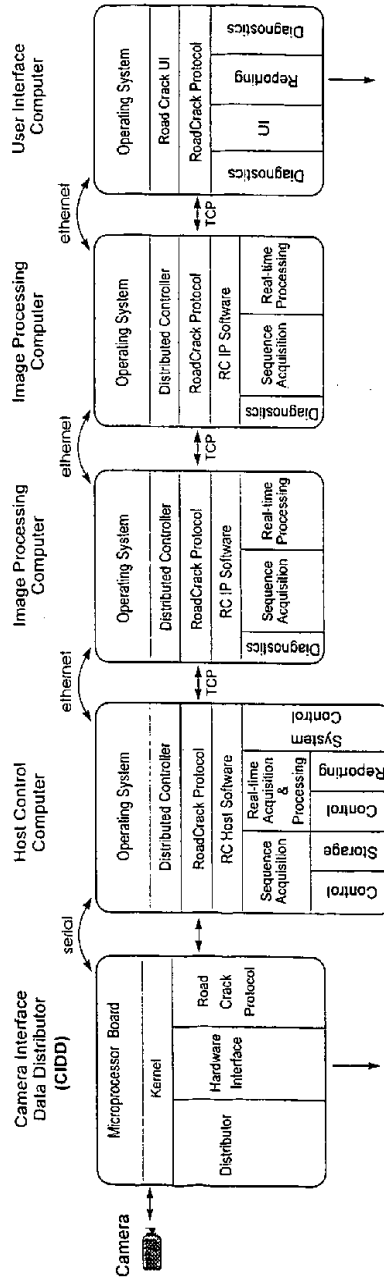 Camera
Camera Interface
Data Distributor
(CIDD)
Microprocessor Board
Kernel
Distributor
Hardware
Interface
Road
Crack
Protocol
serial
Host Control
Computer
Operating System
Distributed Controller
RoadCrack Protocol
RC Host Software
Sequence
Acquisition
Control
Storage
Real-time
Acquisition
&
Processing
Control
Reporting
System
Control
ethernet
TCP
Image Processing
Computer
Operating System
Distributed Controller
RoadCrack Protocol
RC IP Software
Diagnostics
Sequence
Acquisition
Real-time
Processing
ethernet
TCP
Image Processing
Computer
Operating System
Distributed Controller
RoadCrack Protocol
RC IP Software
Diagnostics
Sequence
Acquisition
Real-time
Processing
ethernet
TCP
User Interface
Computer
Operating System
Road Crack UI
RoadCrack Protocol
Diagnostics
UI
Reporting
Diagnostics